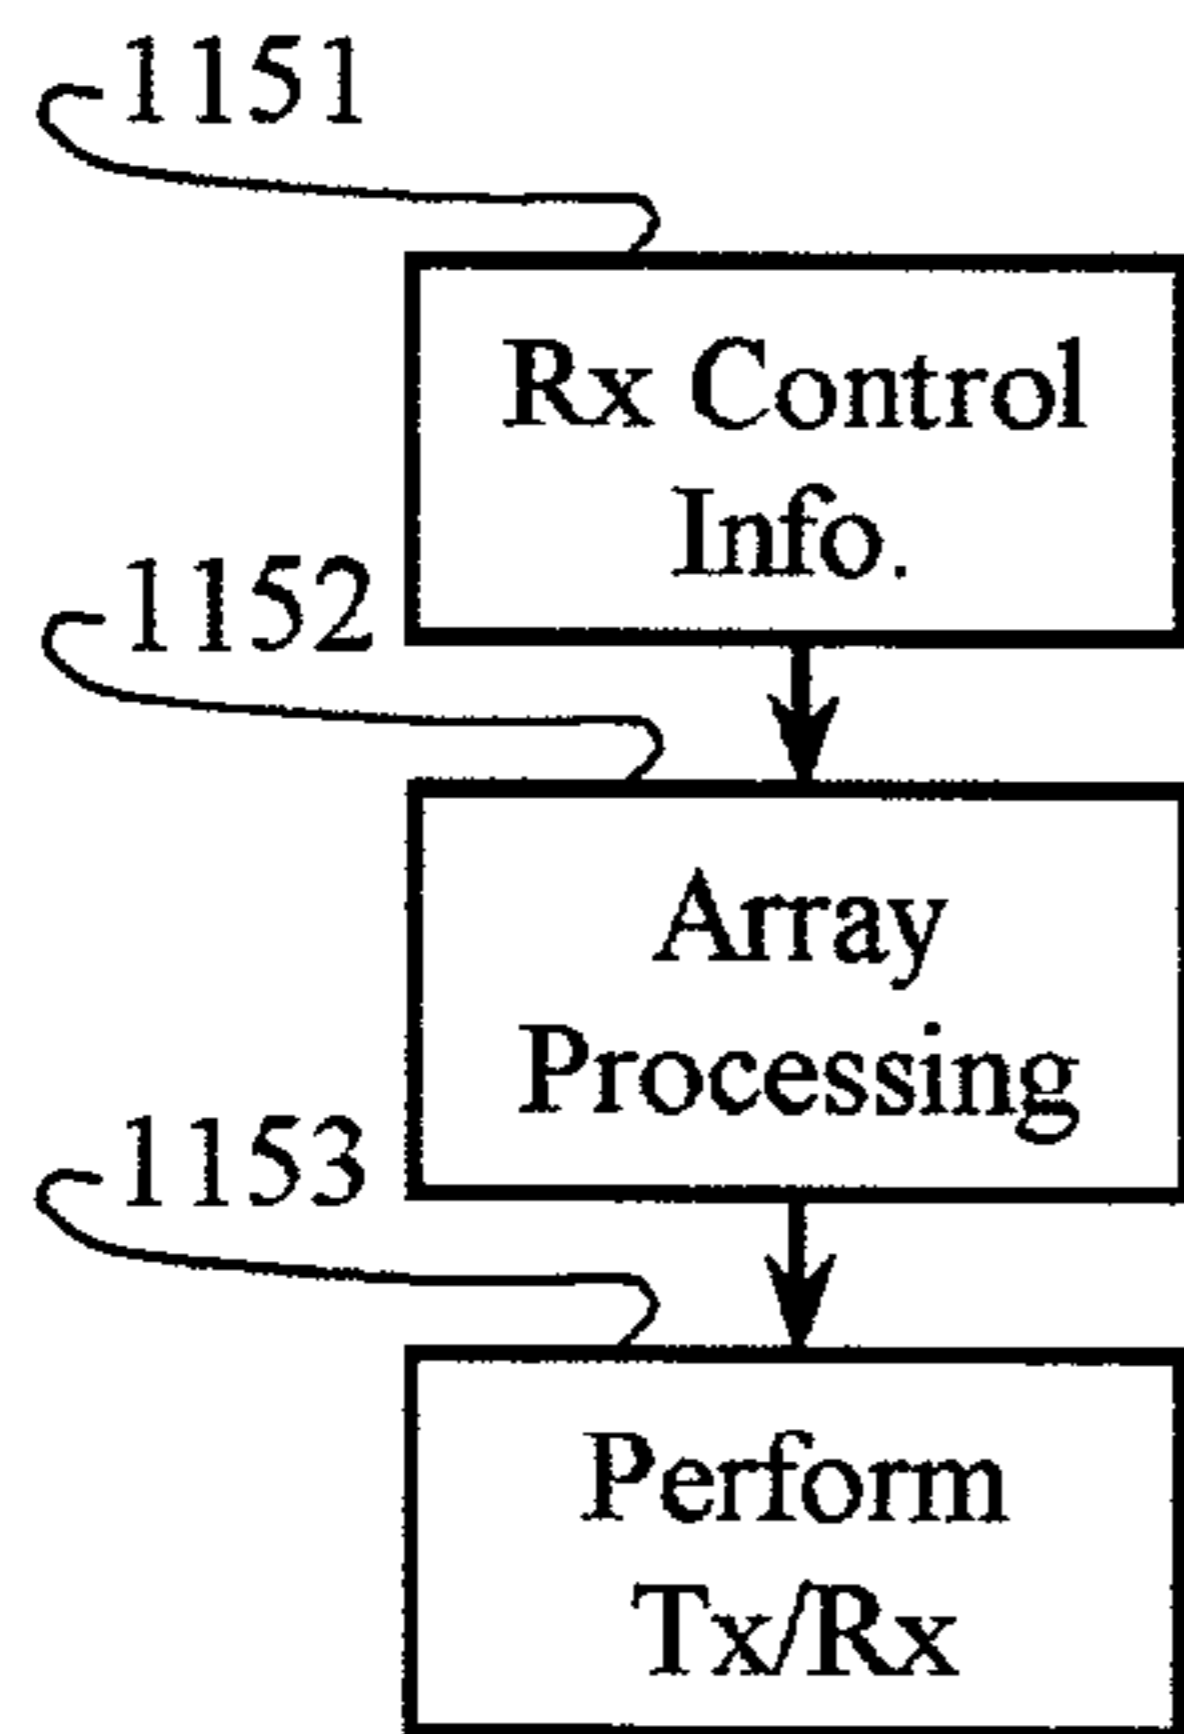 1151
Rx Control
Info.
1152
Array
Processing
1153
Perform
Tx/Rx